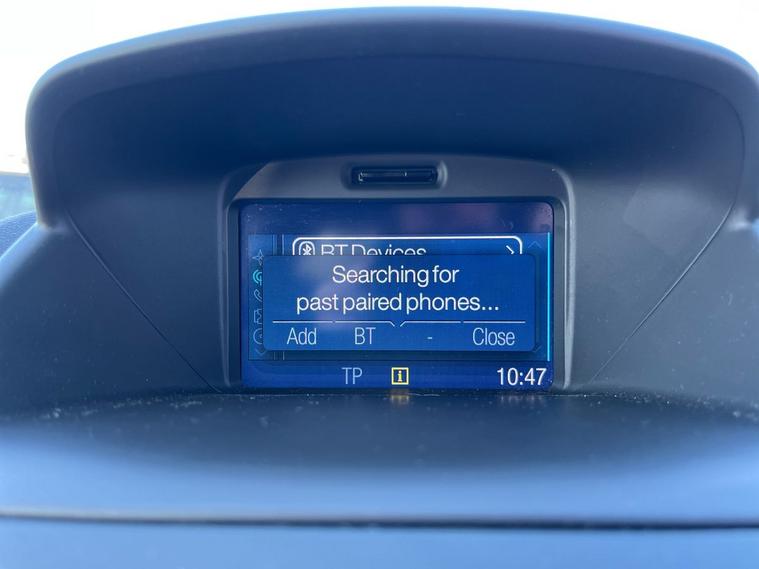 BT Devices
Searching for
past paired phones...
Add BT - Close
TP i 10:47